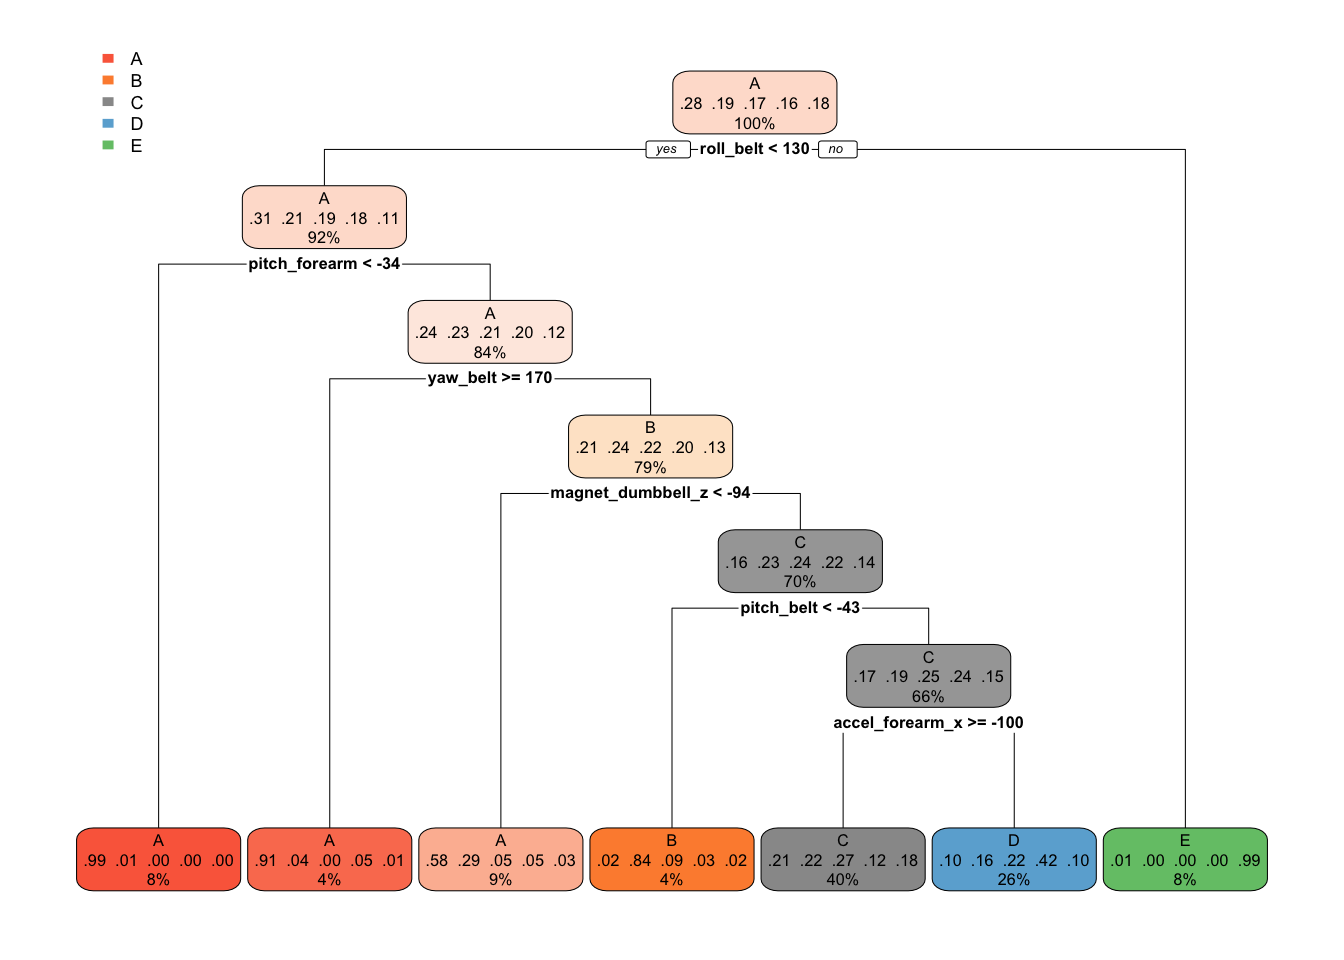 A
B
C
D
E
A
.28 .19 .17 .16 .18
100%
yes roll_belt < 130 no
A
.31 .21 .19 .18 .11
92%
pitch_forearm < -34
A
.24 .23 .21 .20 .12
84%
yaw_belt >= 170
B
.21 .24 .22 .20 .13
79%
magnet_dumbbell_z < -94
C
.16 .23 .24 .22 .14
70%
pitch_belt < -43
C
.17 .19 .25 .24 .15
66%
accel_forearm_x >= -100
A
.99 .01 .00 .00 .00
8%
A
.91 .04 .00 .05 .01
4%
A
.58 .29 .05 .05 .03
9%
B
.02 .84 .09 .03 .02
4%
C
.21 .22 .27 .12 .18
40%
D
.10 .16 .22 .42 .10
26%
E
.01 .00 .00 .00 .99
8%